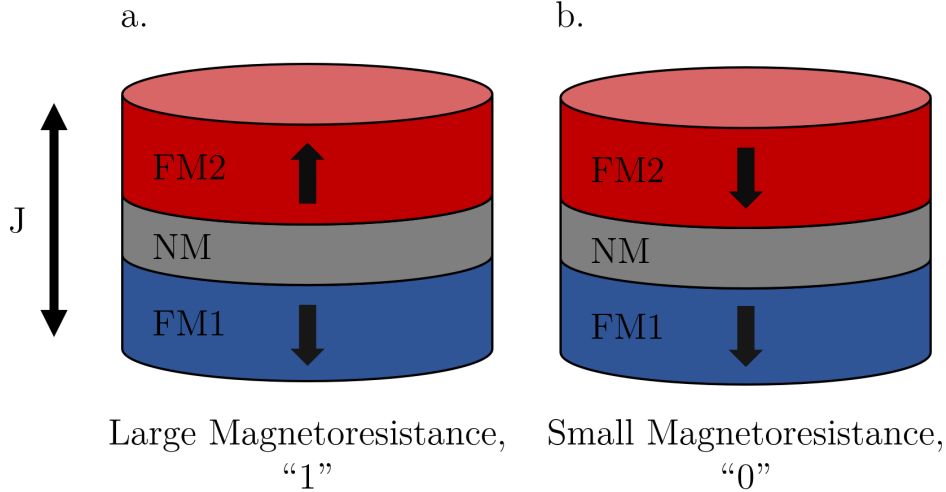 a.
b.
J
FM2
NM
FM1
FM2
NM
FM1
Large Magnetoresistance,
“1”
Small Magnetoresistance,
“0”